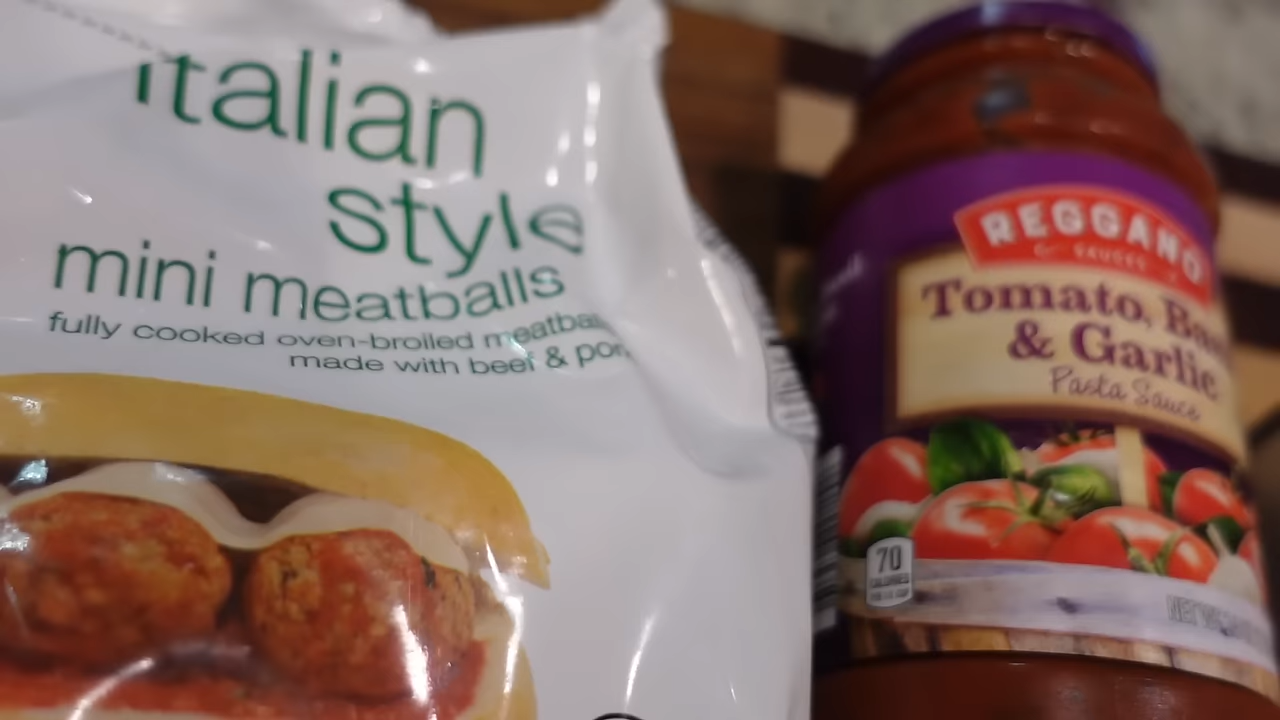 italian
style
mini meatballs
fully cooked oven-broiled
made with beef &
REGGANO
SAUCES
Tomato,
& Garlic
Pasta Sauce
70
CALORIES